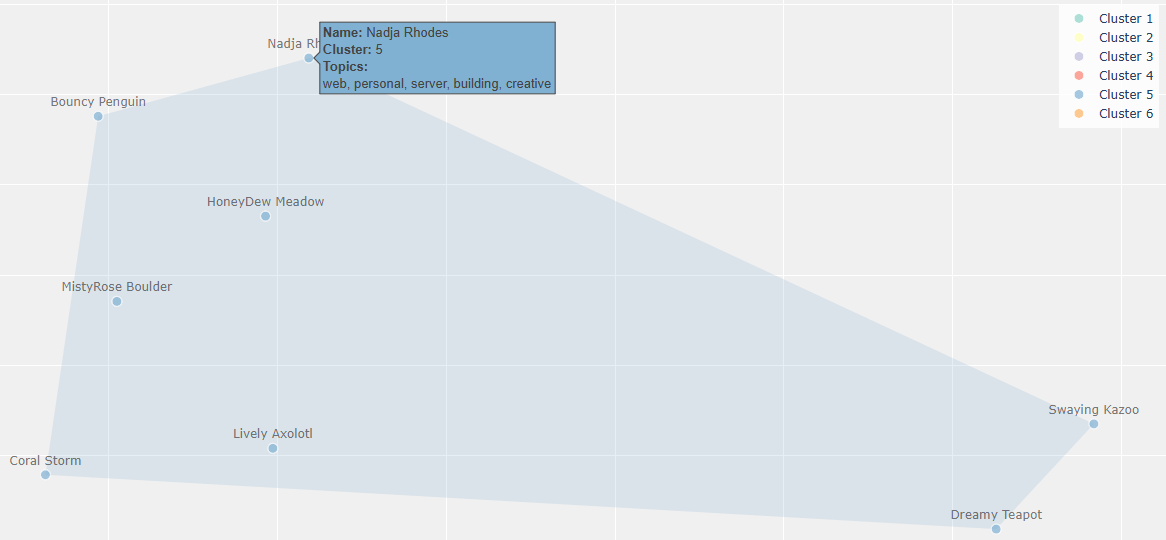 Nadja Rh
Name: Nadja Rhodes
Cluster: 5
Topics:
web, personal, server, building, creative
Cluster 1
Cluster 2
Cluster 3
Cluster 4
Cluster 5
Cluster 6
Bouncy Penguin
HoneyDew Meadow
MistyRose Boulder
Swaying Kazoo
Lively Axolotl
Coral Storm
Dreamy Teapot